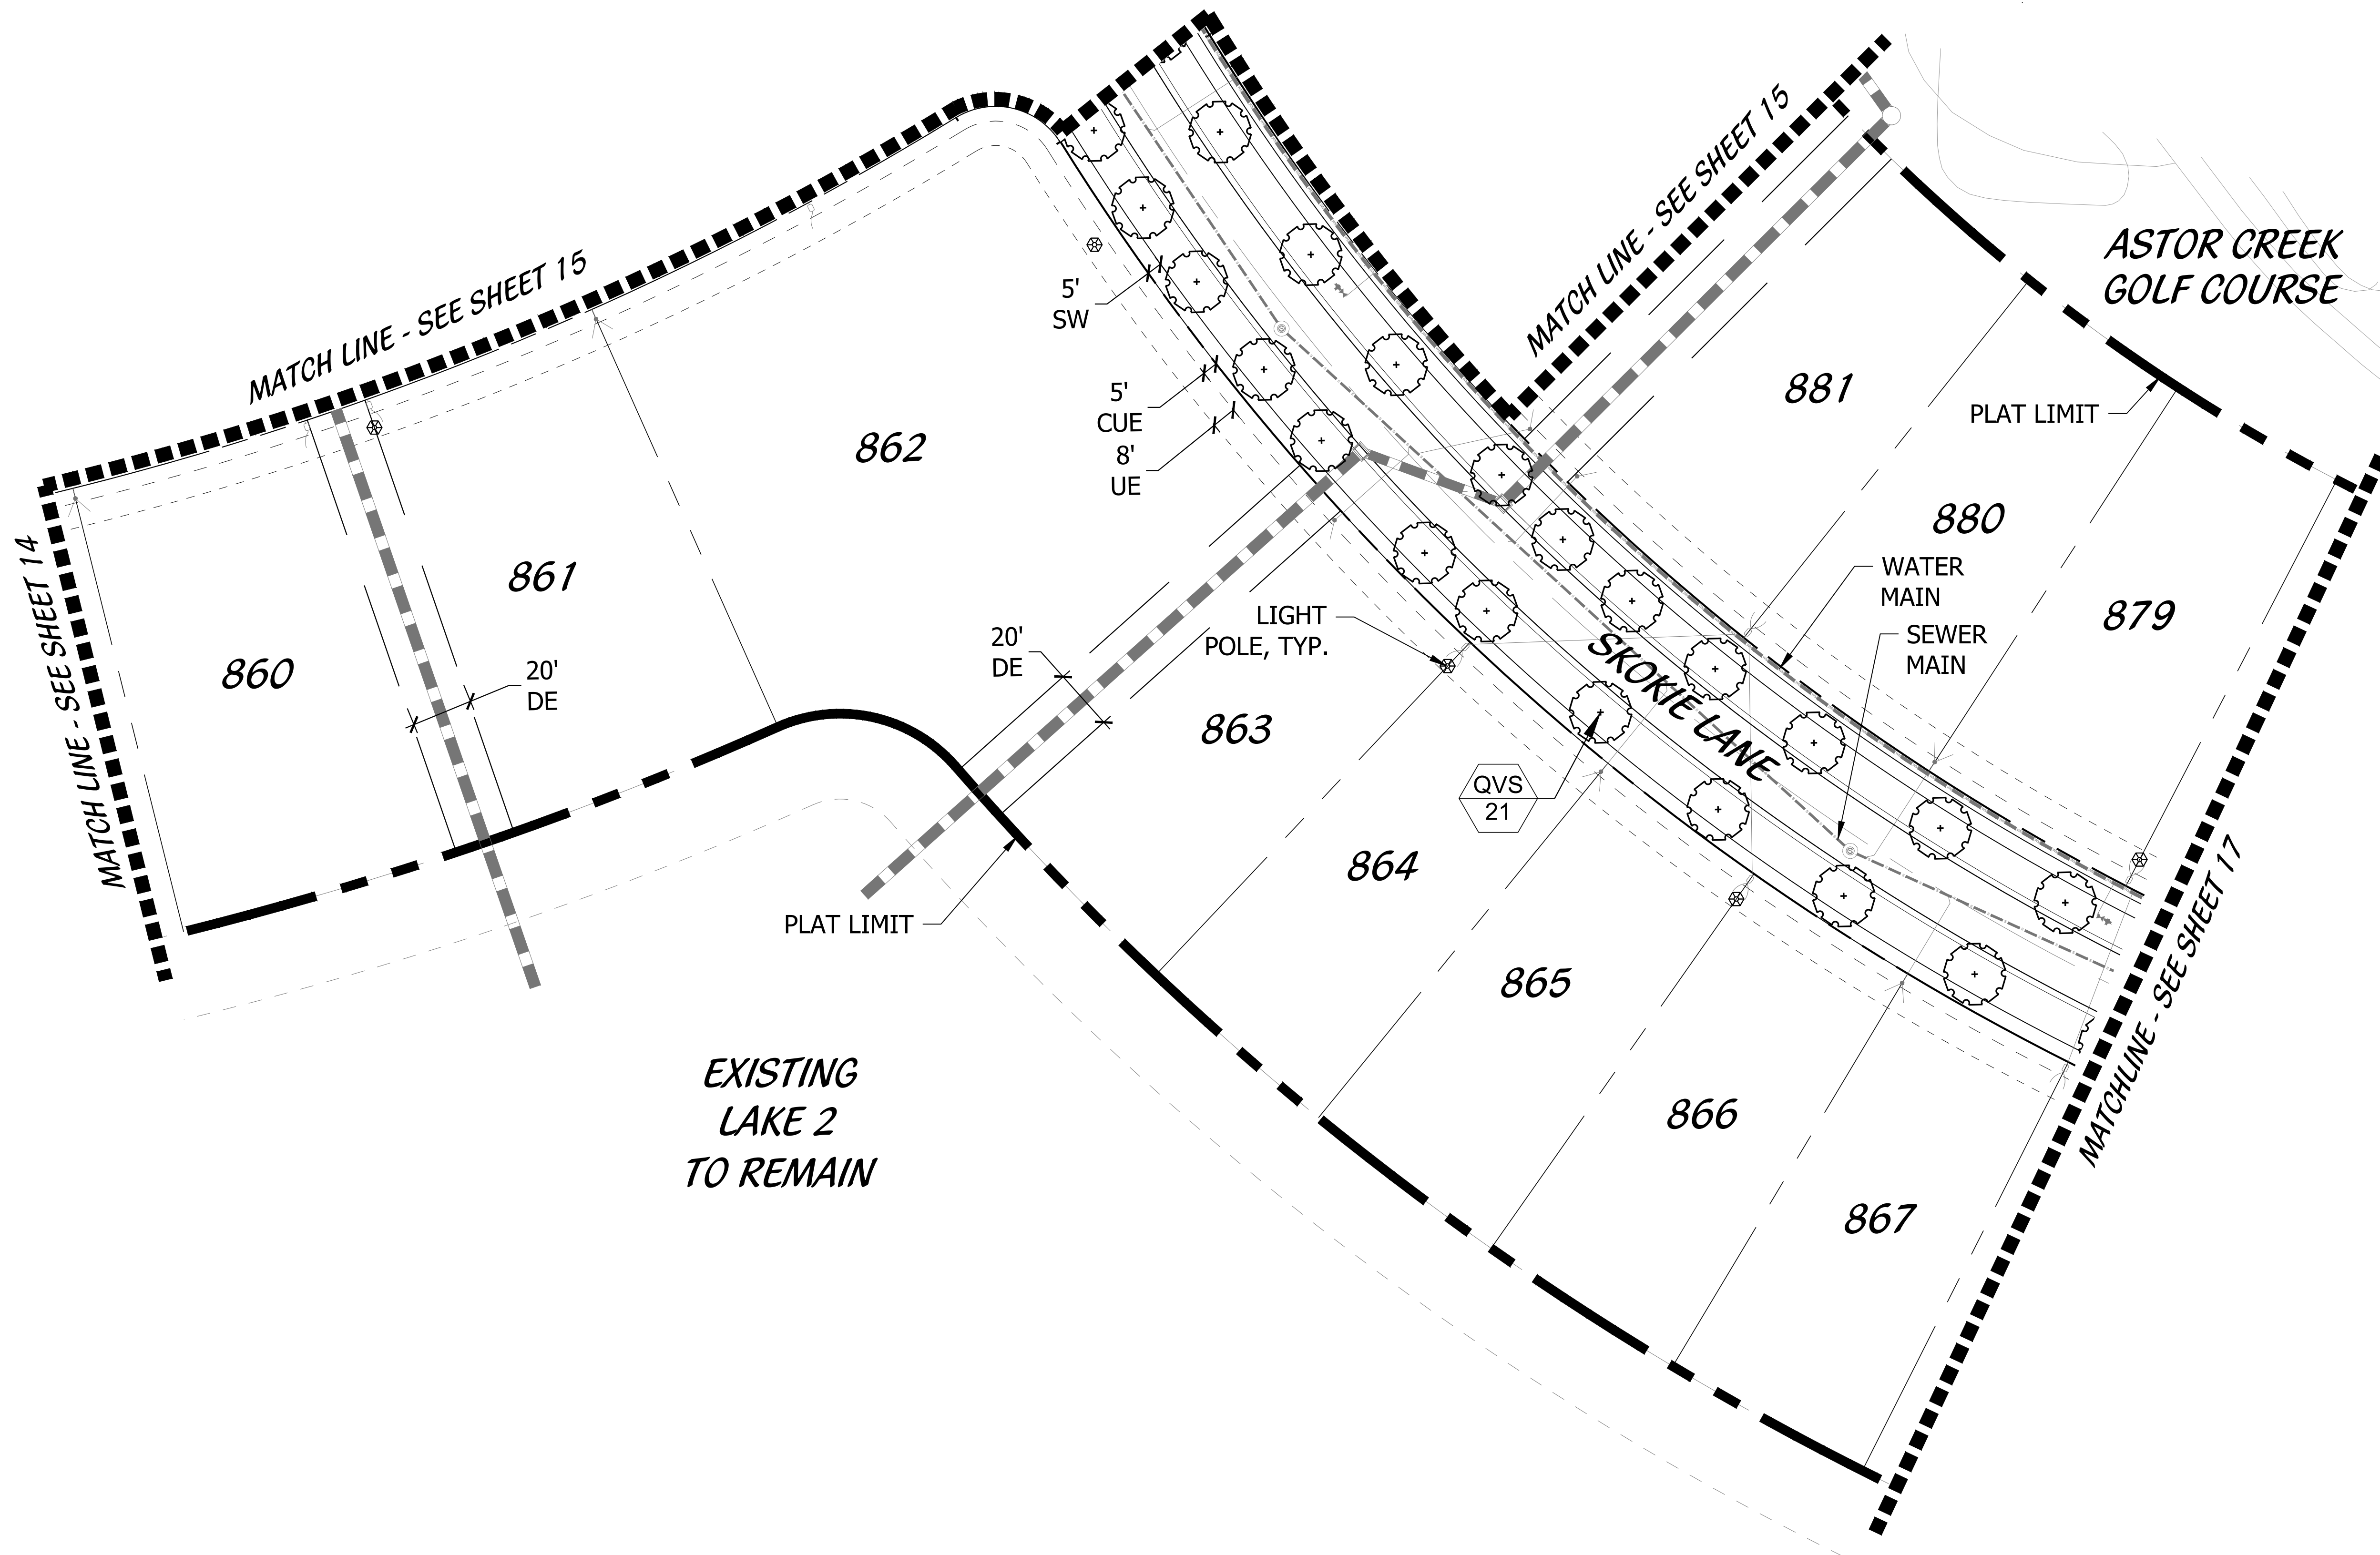 MATCH LINE - SEE SHEET 15
MATCH LINE - SEE SHEET 15
ASTOR CREEK
GOLF COURSE
5'
SW
881
PLAT LIMIT
5'
CUE
862
8'
UE
880
MATCH LINE - SEE SHEET 14
861
WATER
MAIN
879
LIGHT
POLE, TYP.
SEWER
MAIN
20'
DE
860
20'
DE
SKOKIE LANE
863
QVS
21
864
PLAT LIMIT
865
MATCHLINE - SEE SHEET 17
EXISTING
LAKE 2
TO REMAIN
866
867